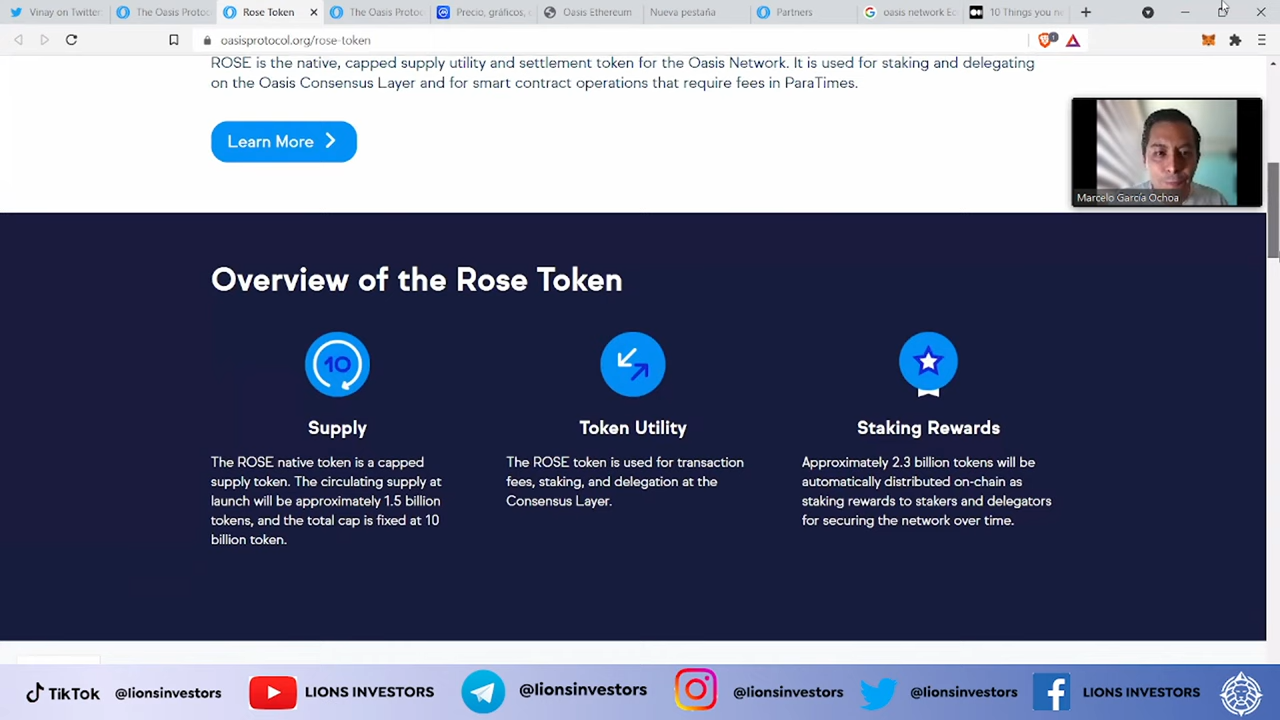 Vinay on Twitter:
The Oasis Protoc
Rose Token
The Oasis Protoc
Precio, gráficos, c
Oasis Ethereum
Nueva pestaña
Partners
oasis network Ec
10 Things you n
oasisprotocol.org/rose-token
ROSE is the native, capped supply utility and settlement token for the Oasis Network. It is used for staking and delegating
on the Oasis Consensus Layer and for smart contract operations that require fees in ParaTimes.
Learn More
Marcelo García Ochoa
Overview of the Rose Token
10
Supply
The ROSE native token is a capped
supply token. The circulating supply at
launch will be approximately 1.5 billion
tokens, and the total cap is fixed at 10
billion token.
Token Utility
The ROSE token is used for transaction
fees, staking, and delegation at the
Consensus Layer.
Staking Rewards
Approximately 2.3 billion tokens will be
automatically distributed on-chain as
staking rewards to stakers and delegators
for securing the network over time.
TikTok @lionsinvestors
LIONS INVESTORS
@lionsinvestors
@lionsinvestors
@lionsinvestors
LIONS INVESTORS